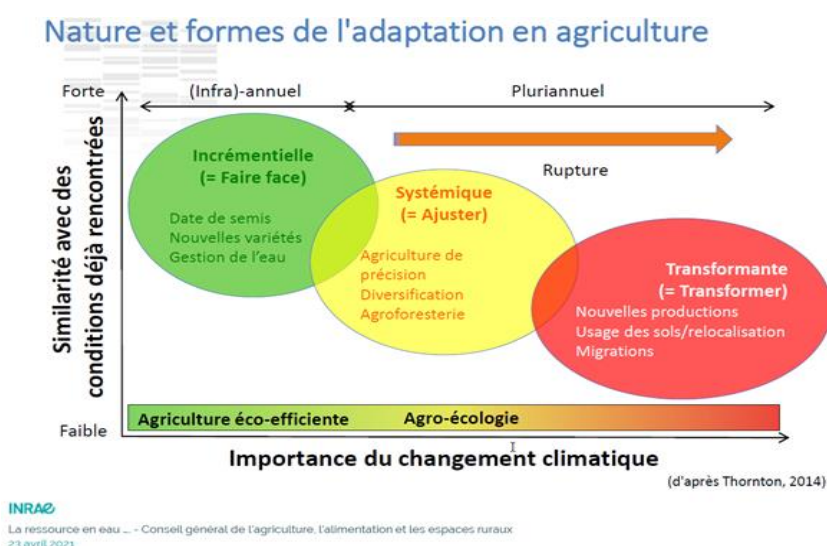 Nature et formes de l'adaptation en agriculture
Forte
(Infra)-annuel
Pluriannuel
Similarité avec des
conditions déjà rencontrées
Incrémentielle
(= Faire face)
Date de semis
Nouvelles variétés
Gestion de l'eau
Systémique
(= Ajuster)
Agriculture de
précision
Diversification
Agroforesterie
Rupture
Transformante
(= Transformer)
Nouvelles productions
Usage des sols/relocalisation
Migrations
Agriculture éco-efficiente
Agro-écologie
Faible
Importance du changement climatique
(d'après Thornton, 2014)
INRAE
La ressource en eau ... - Conseil général de l'agriculture, l'alimentation et les espaces ruraux
23 avril 2021